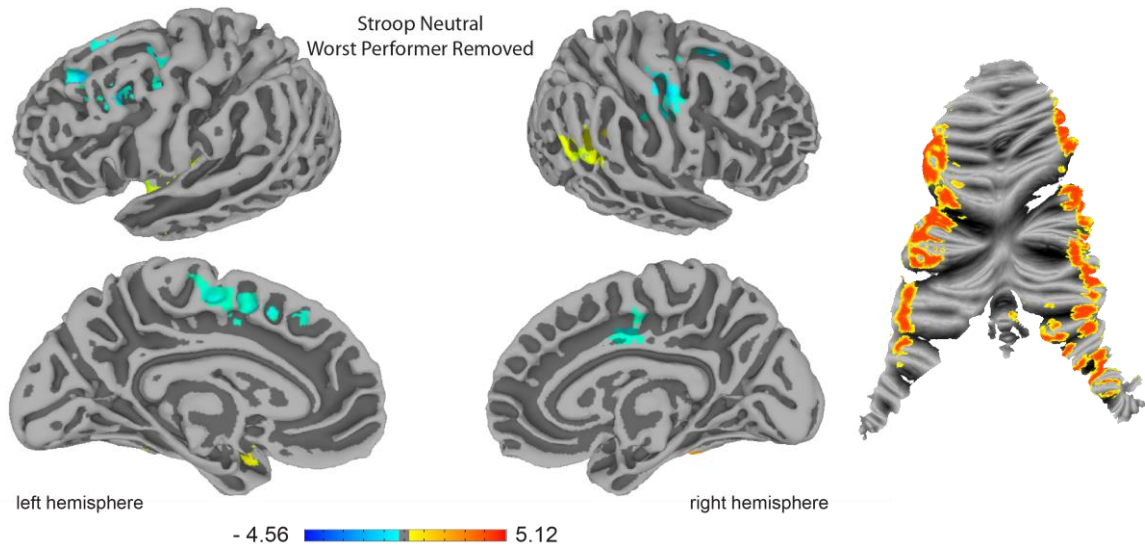 Stroop Neutral
Worst Performer Removed
left hemisphere
right hemisphere
- 4.56
5.12